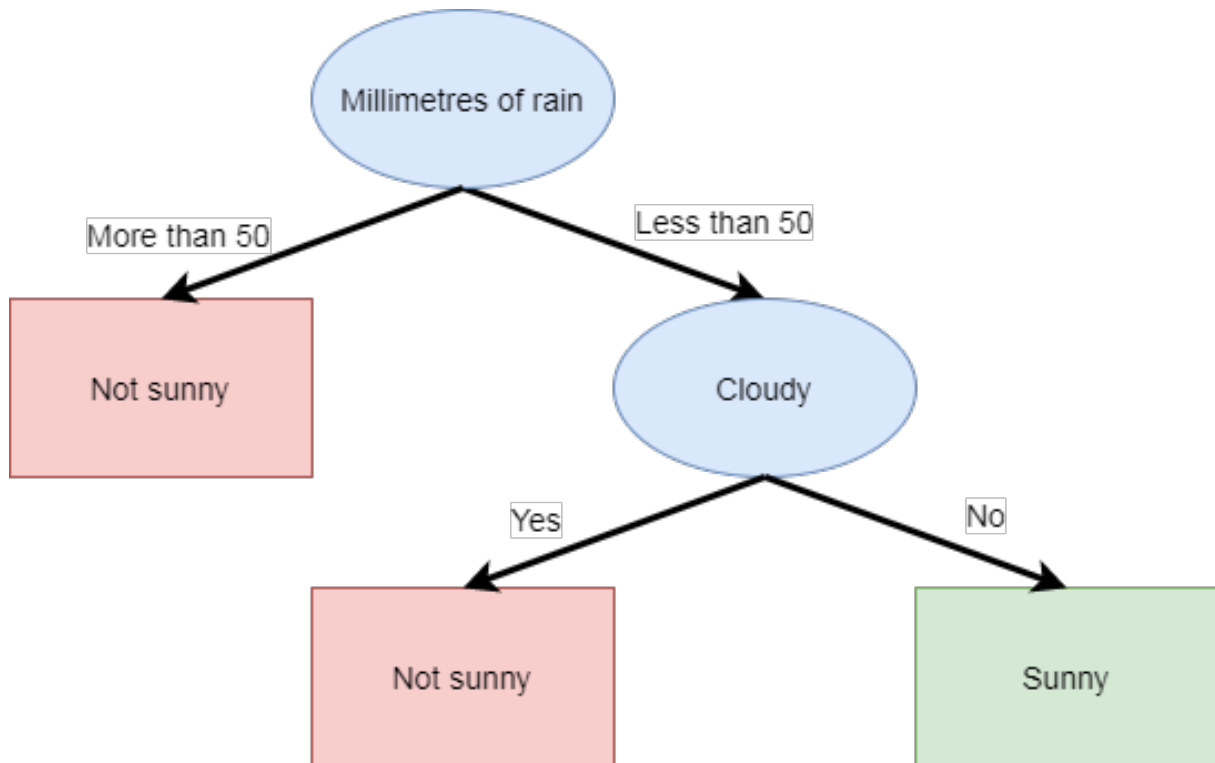 Millimetres of rain
More than 50
Less than 50
Not sunny
Cloudy
Yes
No
Not sunny
Sunny